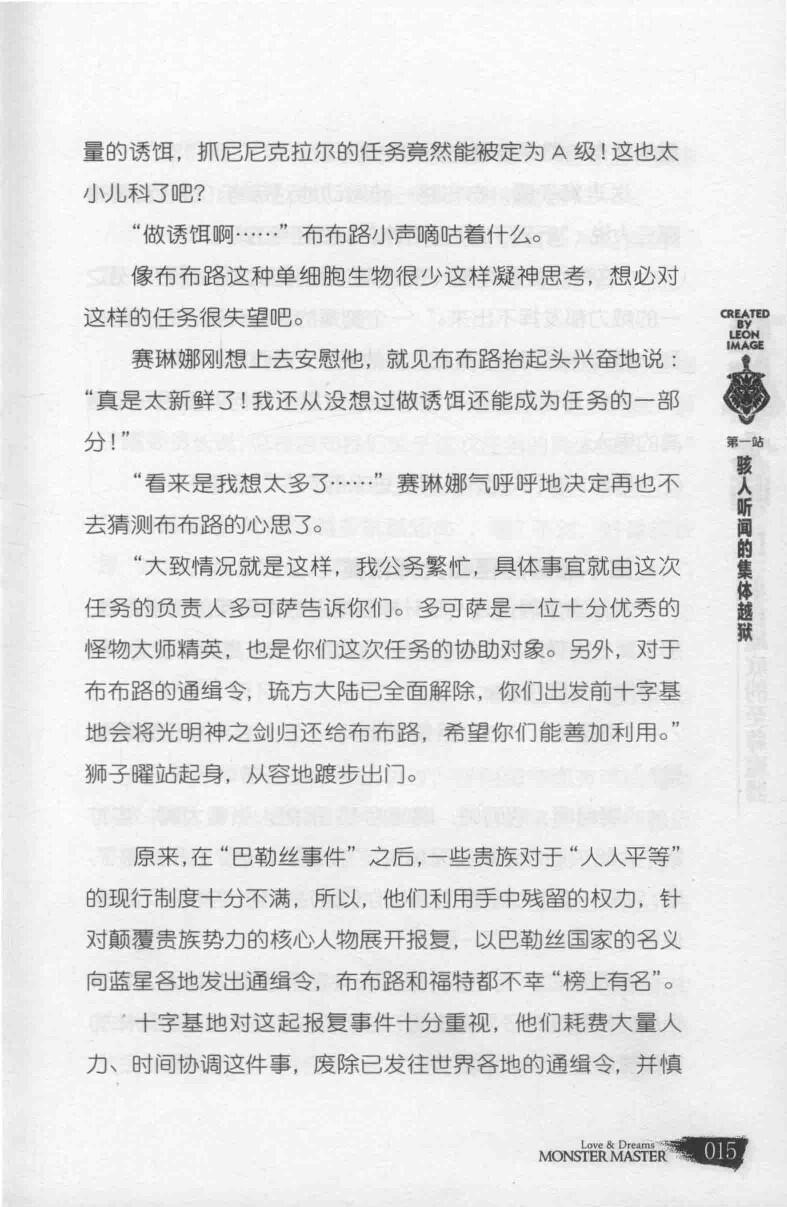 量的诱饵，抓尼尼克拉尔的任务竟然能被定为 A 级！这也太
小儿科了吧？
“做诱饵啊……”布布路小声嘀咕着什么。
像布布路这种单细胞生物很少这样凝神思考，想必对
这样的任务很失望吧。
赛琳娜刚想上去安慰他，就见布布路抬起头兴奋地说：
“真是太新鲜了！我还从没想过做诱饵还能成为任务的一部
分！”
“看来是我想太多了……”赛琳娜气呼呼地决定再也不
去猜测布布路的心思了。
“大致情况就是这样，我公务繁忙，具体事宜就由这次
任务的负责人多可萨告诉你们。多可萨是一位十分优秀的
怪物大师精英，也是你们这次任务的协助对象。另外，对于
布布路的通缉令，琉方大陆已全面解除，你们出发前十字基
地会将光明神之剑归还给布布路，希望你们能善加利用。”
狮子曜站起身，从容地踱步出门。
原来，在“巴勒丝事件”之后，一些贵族对于“人人平等”
的现行制度十分不满，所以，他们利用手中残留的权力，针
对颠覆贵族势力的核心人物展开报复，以巴勒丝国家的名义
向蓝星各地发出通缉令，布布路和福特都不幸“榜上有名”。
十字基地对这起报复事件十分重视，他们耗费大量人
力、时间协调这件事，废除已发往世界各地的通缉令，并慎
CREATED
BY
LEON
IMAGE
第一站
骇人听闻的集体越狱
Love & Dreams
MONSTER MASTER
015